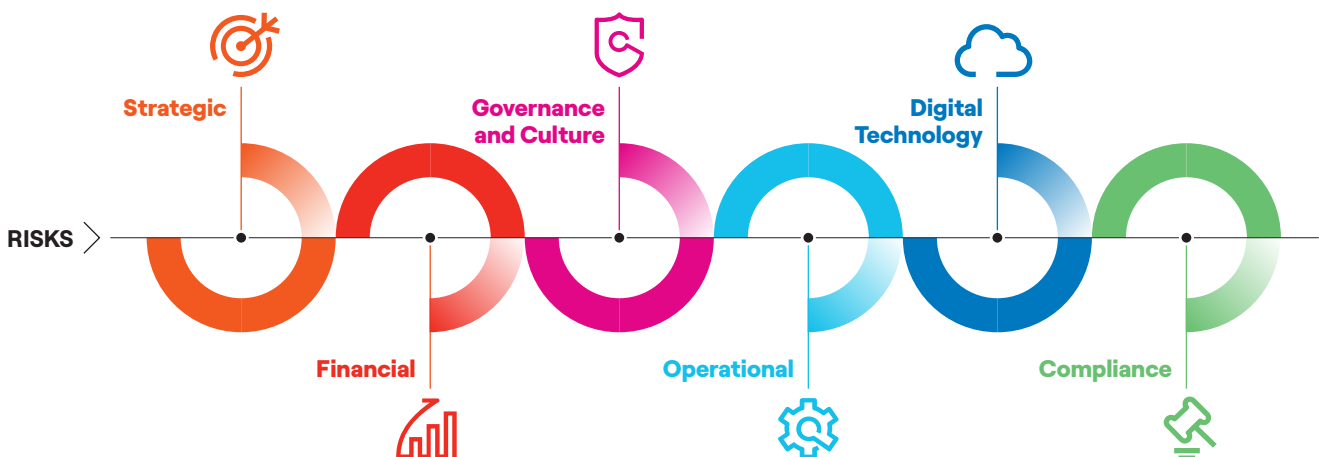 Strategic
Governance
and Culture
Digital
Technology
RISKS
Financial
Operational
Compliance